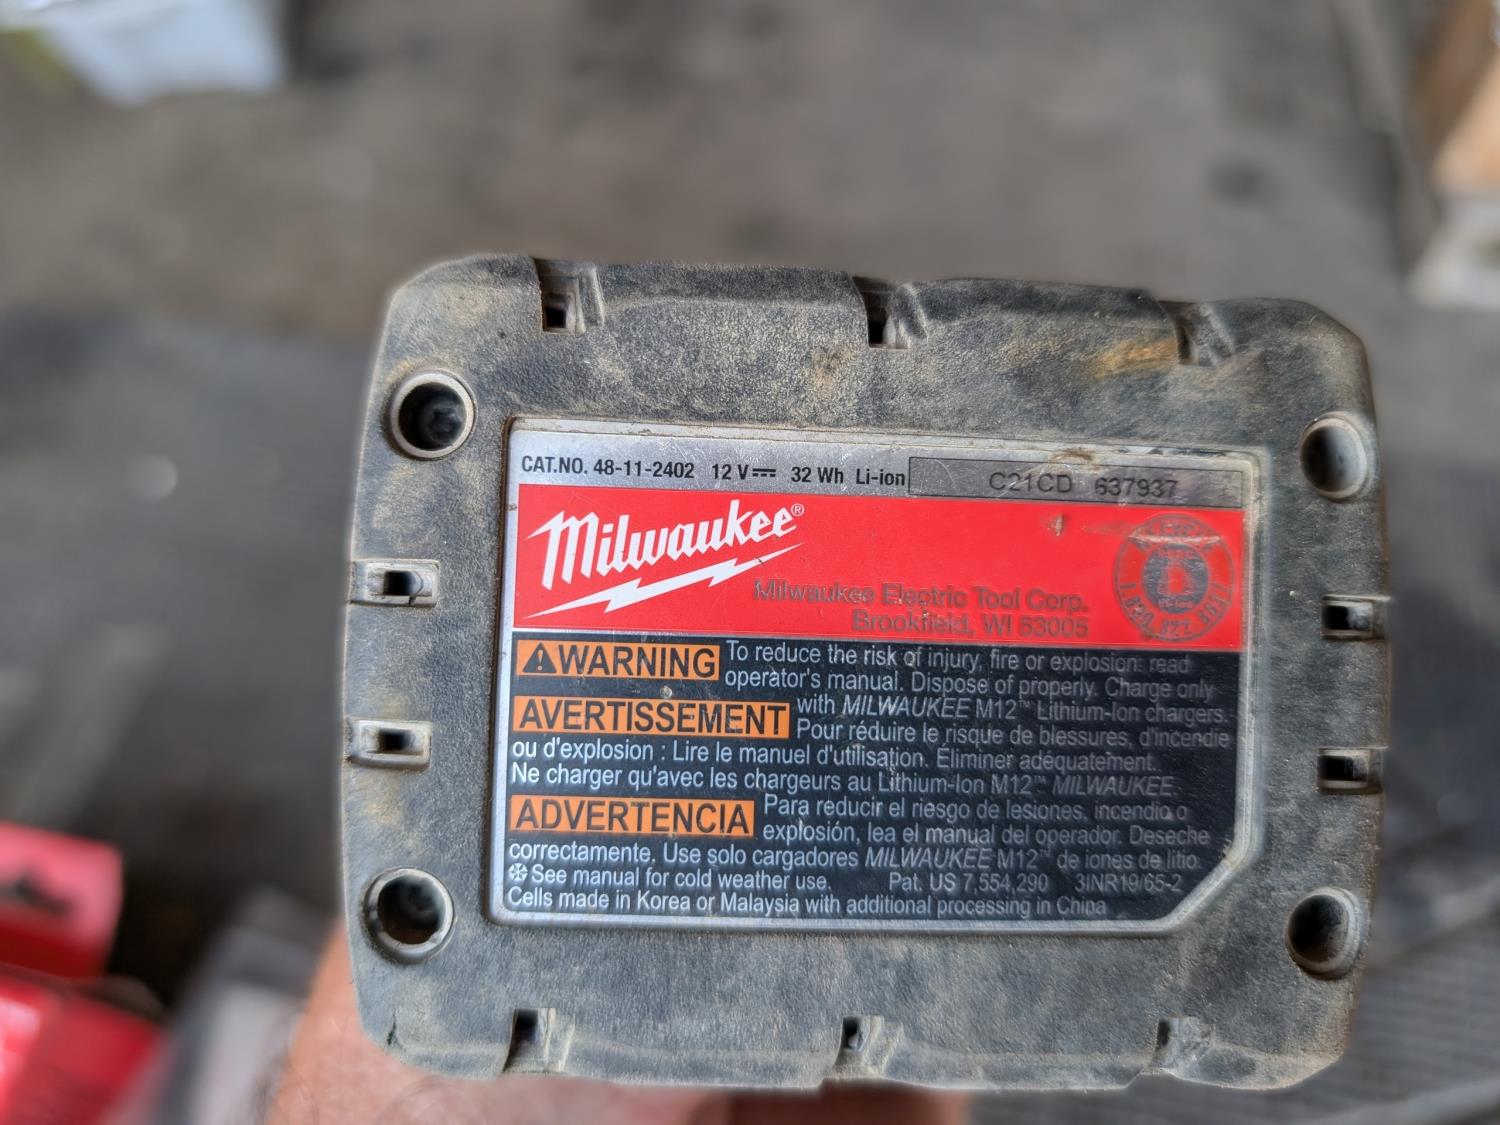 CAT.NO. 48-11-2402 12 V⎓ 32 Wh Li-ion C21CD 637937
Milwaukee®
Milwaukee Electric Tool Corp.
Brookfield, WI 53005
⚠WARNING To reduce the risk of injury, fire or explosion: read
operator's manual. Dispose of properly. Charge only
with MILWAUKEE M12™ Lithium-Ion chargers.
AVERTISSEMENT Pour réduire le risque de blessures, d'incendie
ou d'explosion : Lire le manuel d'utilisation. Éliminer adéquatement.
Ne charger qu'avec les chargeurs au Lithium-Ion M12™ MILWAUKEE.
ADVERTENCIA Para reducir el riesgo de lesiones, incendio o
explosión, lea el manual del operador. Deseche
correctamente. Use solo cargadores MILWAUKEE M12™ de iones de litio.
See manual for cold weather use. Pat. US 7,554,290 3INR19/65-2
Cells made in Korea or Malaysia with additional processing in China